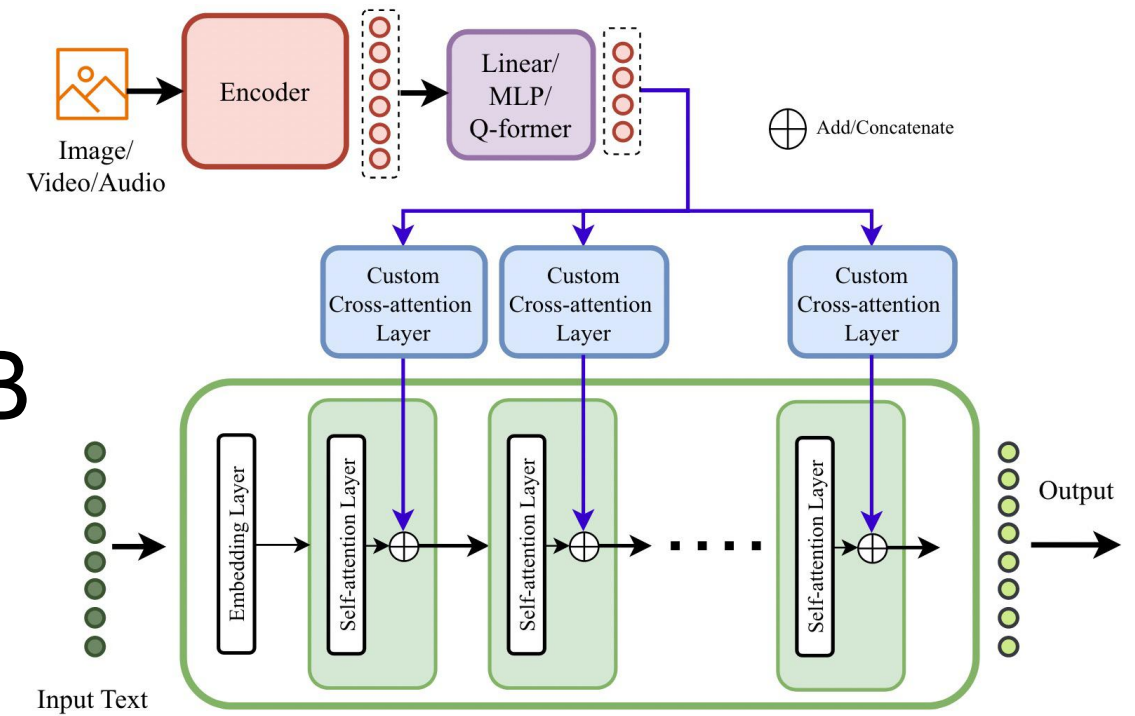 Image/
Video/Audio
Encoder
Linear/
MLP/
Q-former
Add/Concatenate
Custom
Cross-attention
Layer
Custom
Cross-attention
Layer
Custom
Cross-attention
Layer
B
Input Text
Embedding Layer
Self-attention Layer
Self-attention Layer
Self-attention Layer
Output